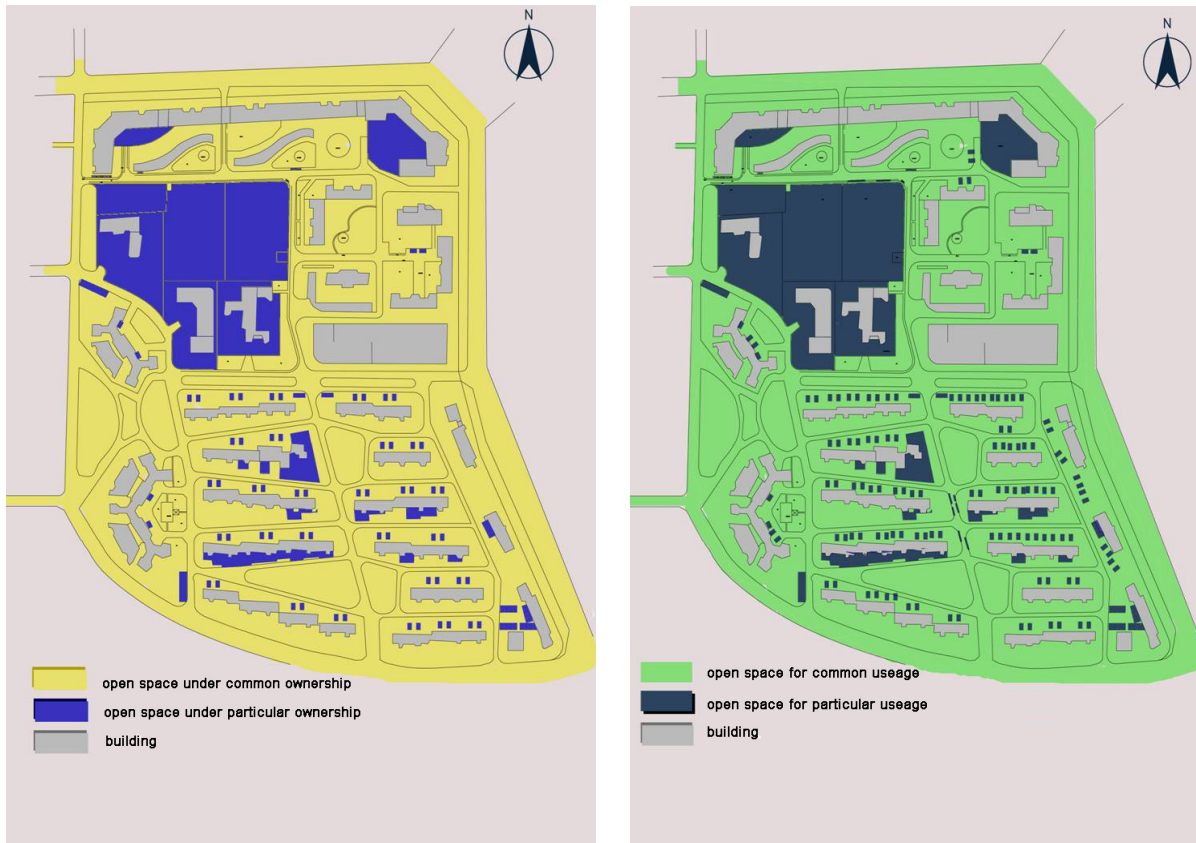 N
open space under common ownership
open space under particular ownership
building
N
open space for common useage
open space for particular useage
building